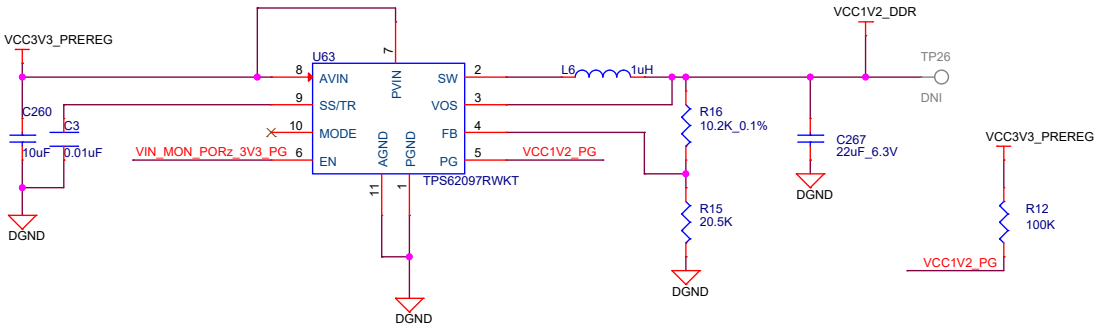 VCC1V2_DDR
VCC3V3_PREREG
7
U63
TP26
8 AVIN PVIN SW 2 L6 1uH
DNI
9 SS/TR VOS 3
C260 C3
R16
10.2K_0.1%
10 MODE FB 4
10uF 0.01uF
C267
22uF_6.3V
VCC3V3_PREREG
VIN_MON_PORz_3V3_PG 6 EN AGND PGND PG 5 VCC1V2_PG
11 1 TPS62097RWKT
DGND
R15
20.5K
R12
100K
DGND
VCC1V2_PG
DGND
DGND